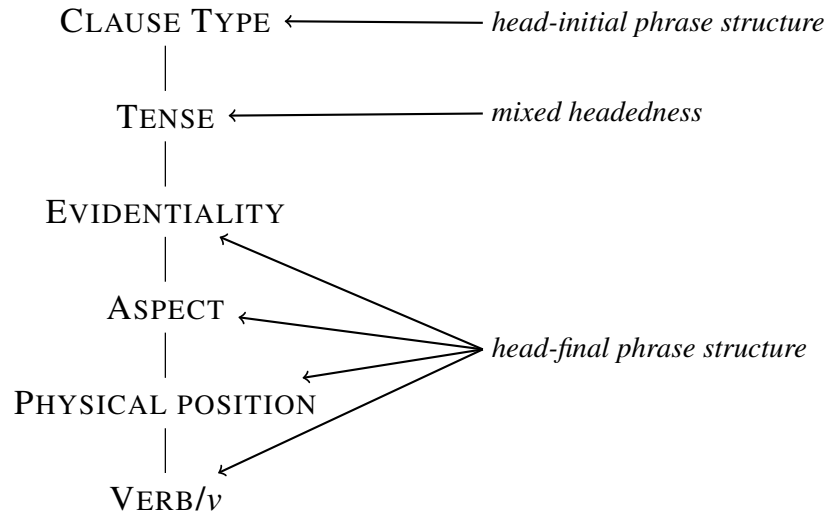 CLAUSE TYPE
head-initial phrase structure
TENSE
mixed headedness
EVIDENTIALITY
ASPECT
head-final phrase structure
PHYSICAL POSITION
VERB/v